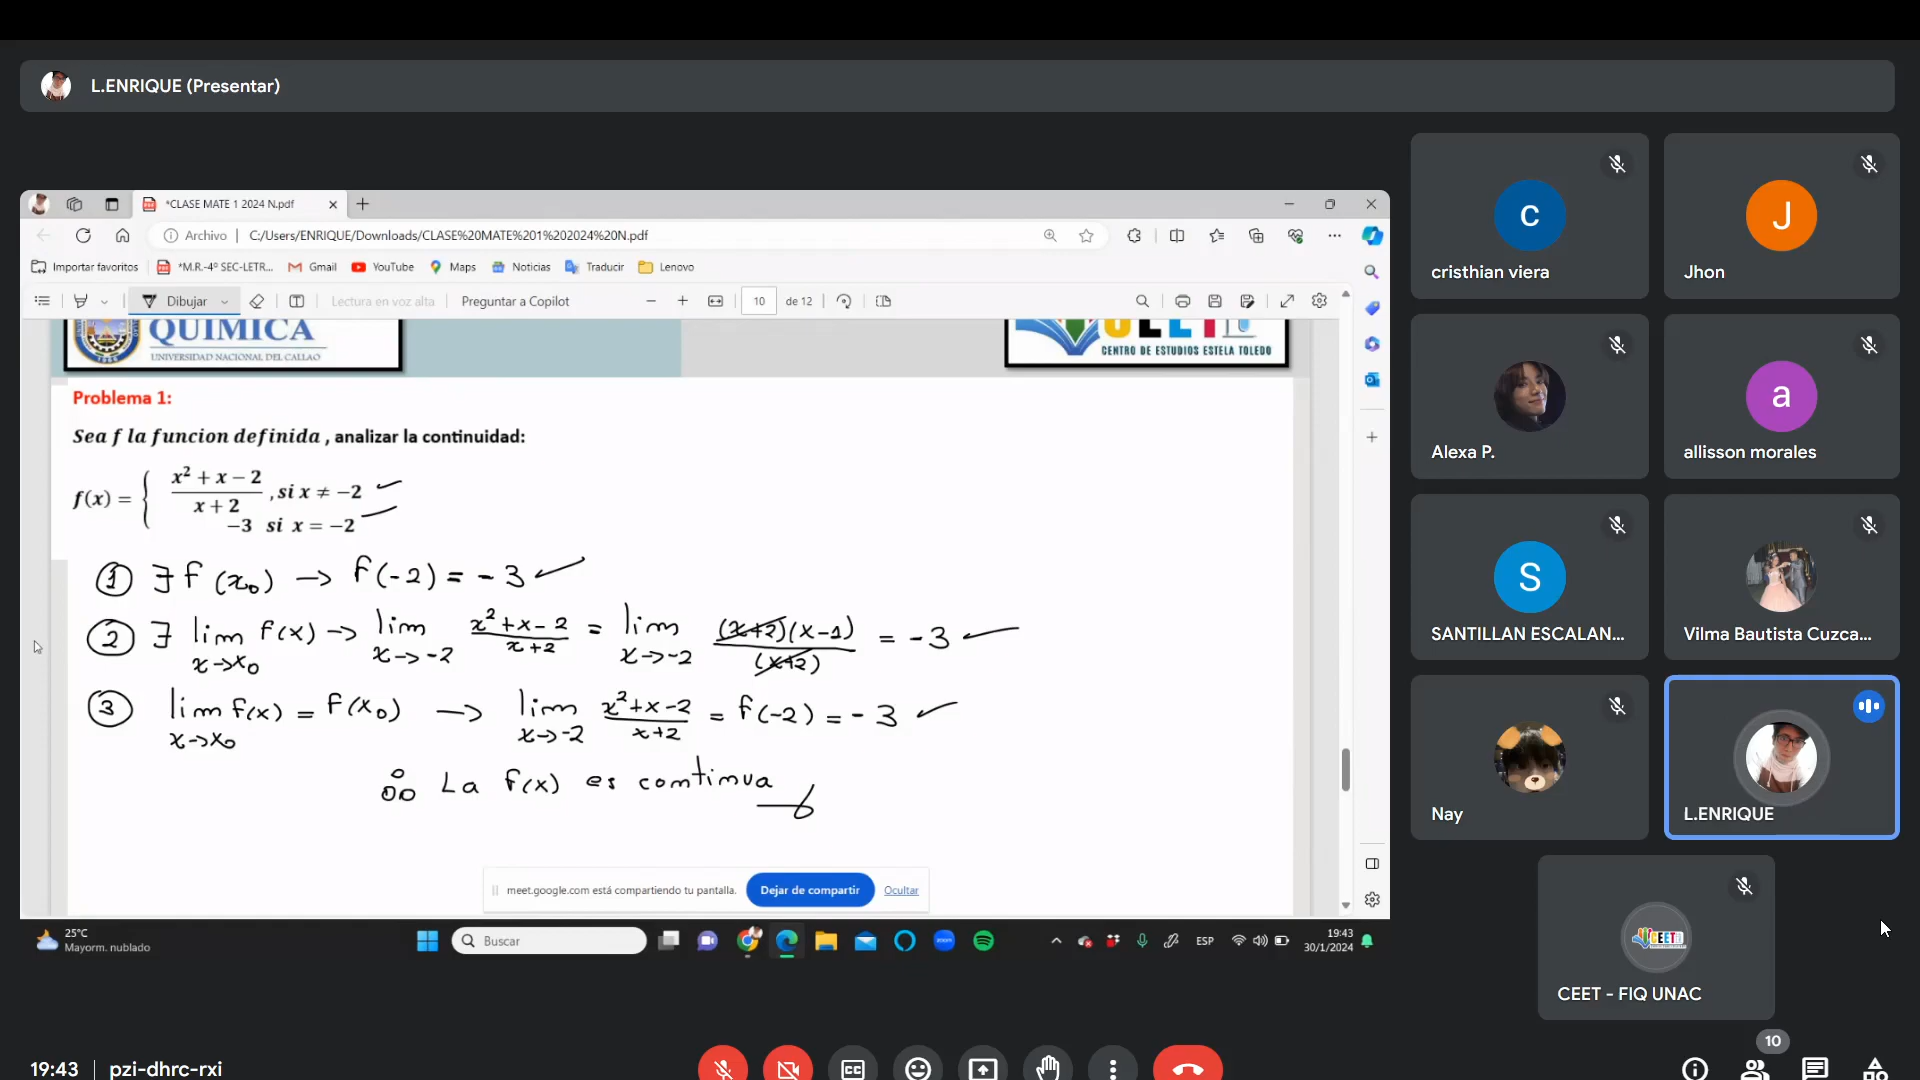 L.ENRIQUE (Presentar)
*CLASE MATE 1 2024 N.pdf
Archivo | C:/Users/ENRIQUE/Downloads/CLASE%20MATE%201%202024%20N.pdf
Importar favoritos *M.R.-4° SEC-LETR... Gmail YouTube Maps Noticias Traducir Lenovo
Dibujar Lectura en voz alta Preguntar a Copilot 10 de 12
QUIMICA
UNIVERSIDAD NACIONAL DEL CALLAO
CENTRO DE ESTUDIOS ESTELA TOLEDO
Problema 1:
Sea f la funcion definida , analizar la continuidad:
f(x) = { (x² + x − 2)/(x + 2) , si x ≠ −2
−3 si x = −2
① ∃ f(x₀) → f(-2) = -3
② ∃ lim x→x₀ f(x) → lim x→-2 (x²+x-2)/(x+2) = lim x→-2 (x+2)(x-1)/(x+2) = -3
③ lim x→x₀ f(x) = f(x₀) → lim x→-2 (x²+x-2)/(x+2) = f(-2) = -3
∴ La f(x) es continua
meet.google.com está compartiendo tu pantalla. Dejar de compartir Ocultar
25°C
Mayorm. nublado
Buscar
zoom
ESP
19:43
30/1/2024
c
cristhian viera
J
Jhon
Alexa P.
a
allisson morales
S
SANTILLAN ESCALAN...
Vilma Bautista Cuzca...
Nay
L.ENRIQUE
CEET
CEET - FIQ UNAC
19:43 | pzi-dhrc-rxi
CC
10